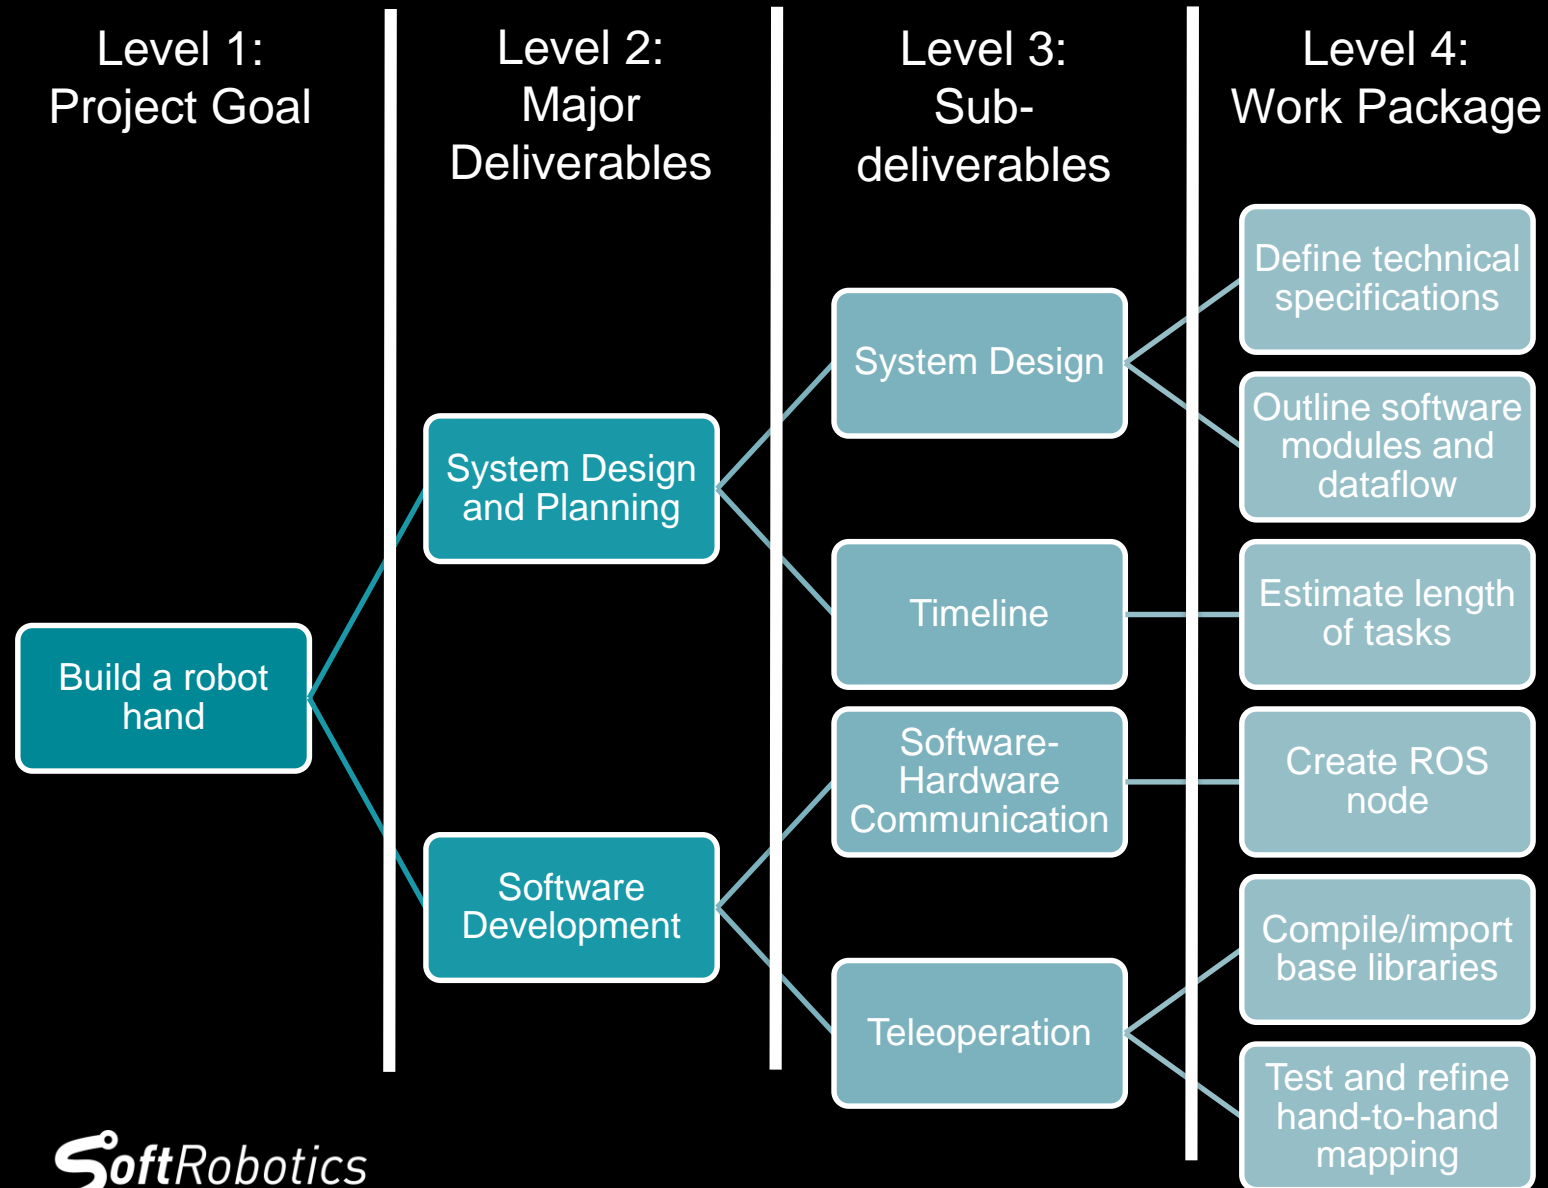 Level 1:
Project Goal
Level 2:
Major
Deliverables
Level 3:
Sub-
deliverables
Level 4:
Work Package
Build a robot
hand
System Design
and Planning
Software
Development
System Design
Timeline
Software-
Hardware
Communication
Teleoperation
Define technical
specifications
Outline software
modules and
dataflow
Estimate length
of tasks
Create ROS
node
Compile/import
base libraries
Test and refine
hand-to-hand
mapping
SoftRobotics